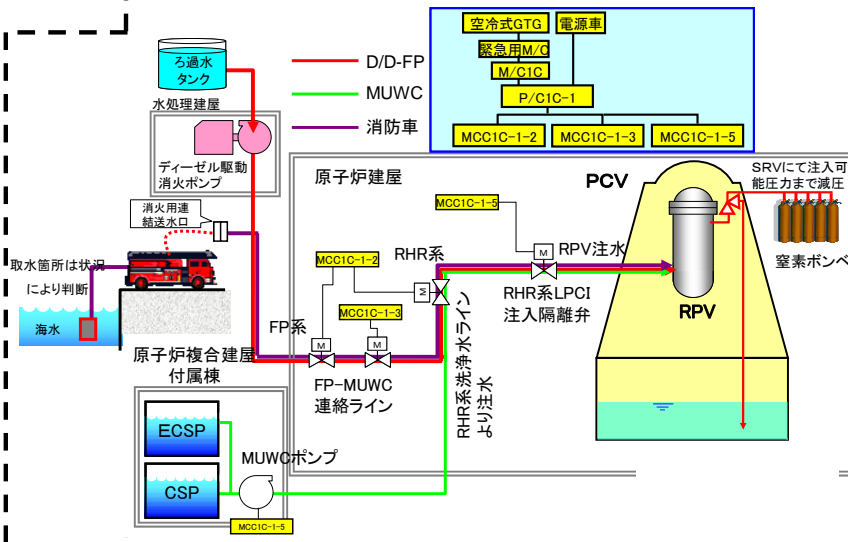 空冷式GTG
電源車
緊急用M/C
M/C1C
P/C1C-1
MCC1C-1-2
MCC1C-1-3
MCC1C-1-5
ろ過水
タンク
D/D-FP
MUWC
消防車
水処理建屋
ディーゼル駆動
消火ポンプ
原子炉建屋
PCV
SRVにて注入可
能圧力まで減圧
窒素ボンベ
消火用連
結送水口
MCC1C-1-5
取水箇所は状況
により判断
海水
MCC1C-1-2
RHR系
M
RPV注水
M
RHR系LPCI
注入隔離弁
RPV
MCC1C-1-3
FP系
M
M
FP-MUWC
連絡ライン
RHR系洗浄水ライン
より注水
原子炉複合建屋
付属棟
ECSP
CSP
MUWCポンプ
MCC1C-1-5